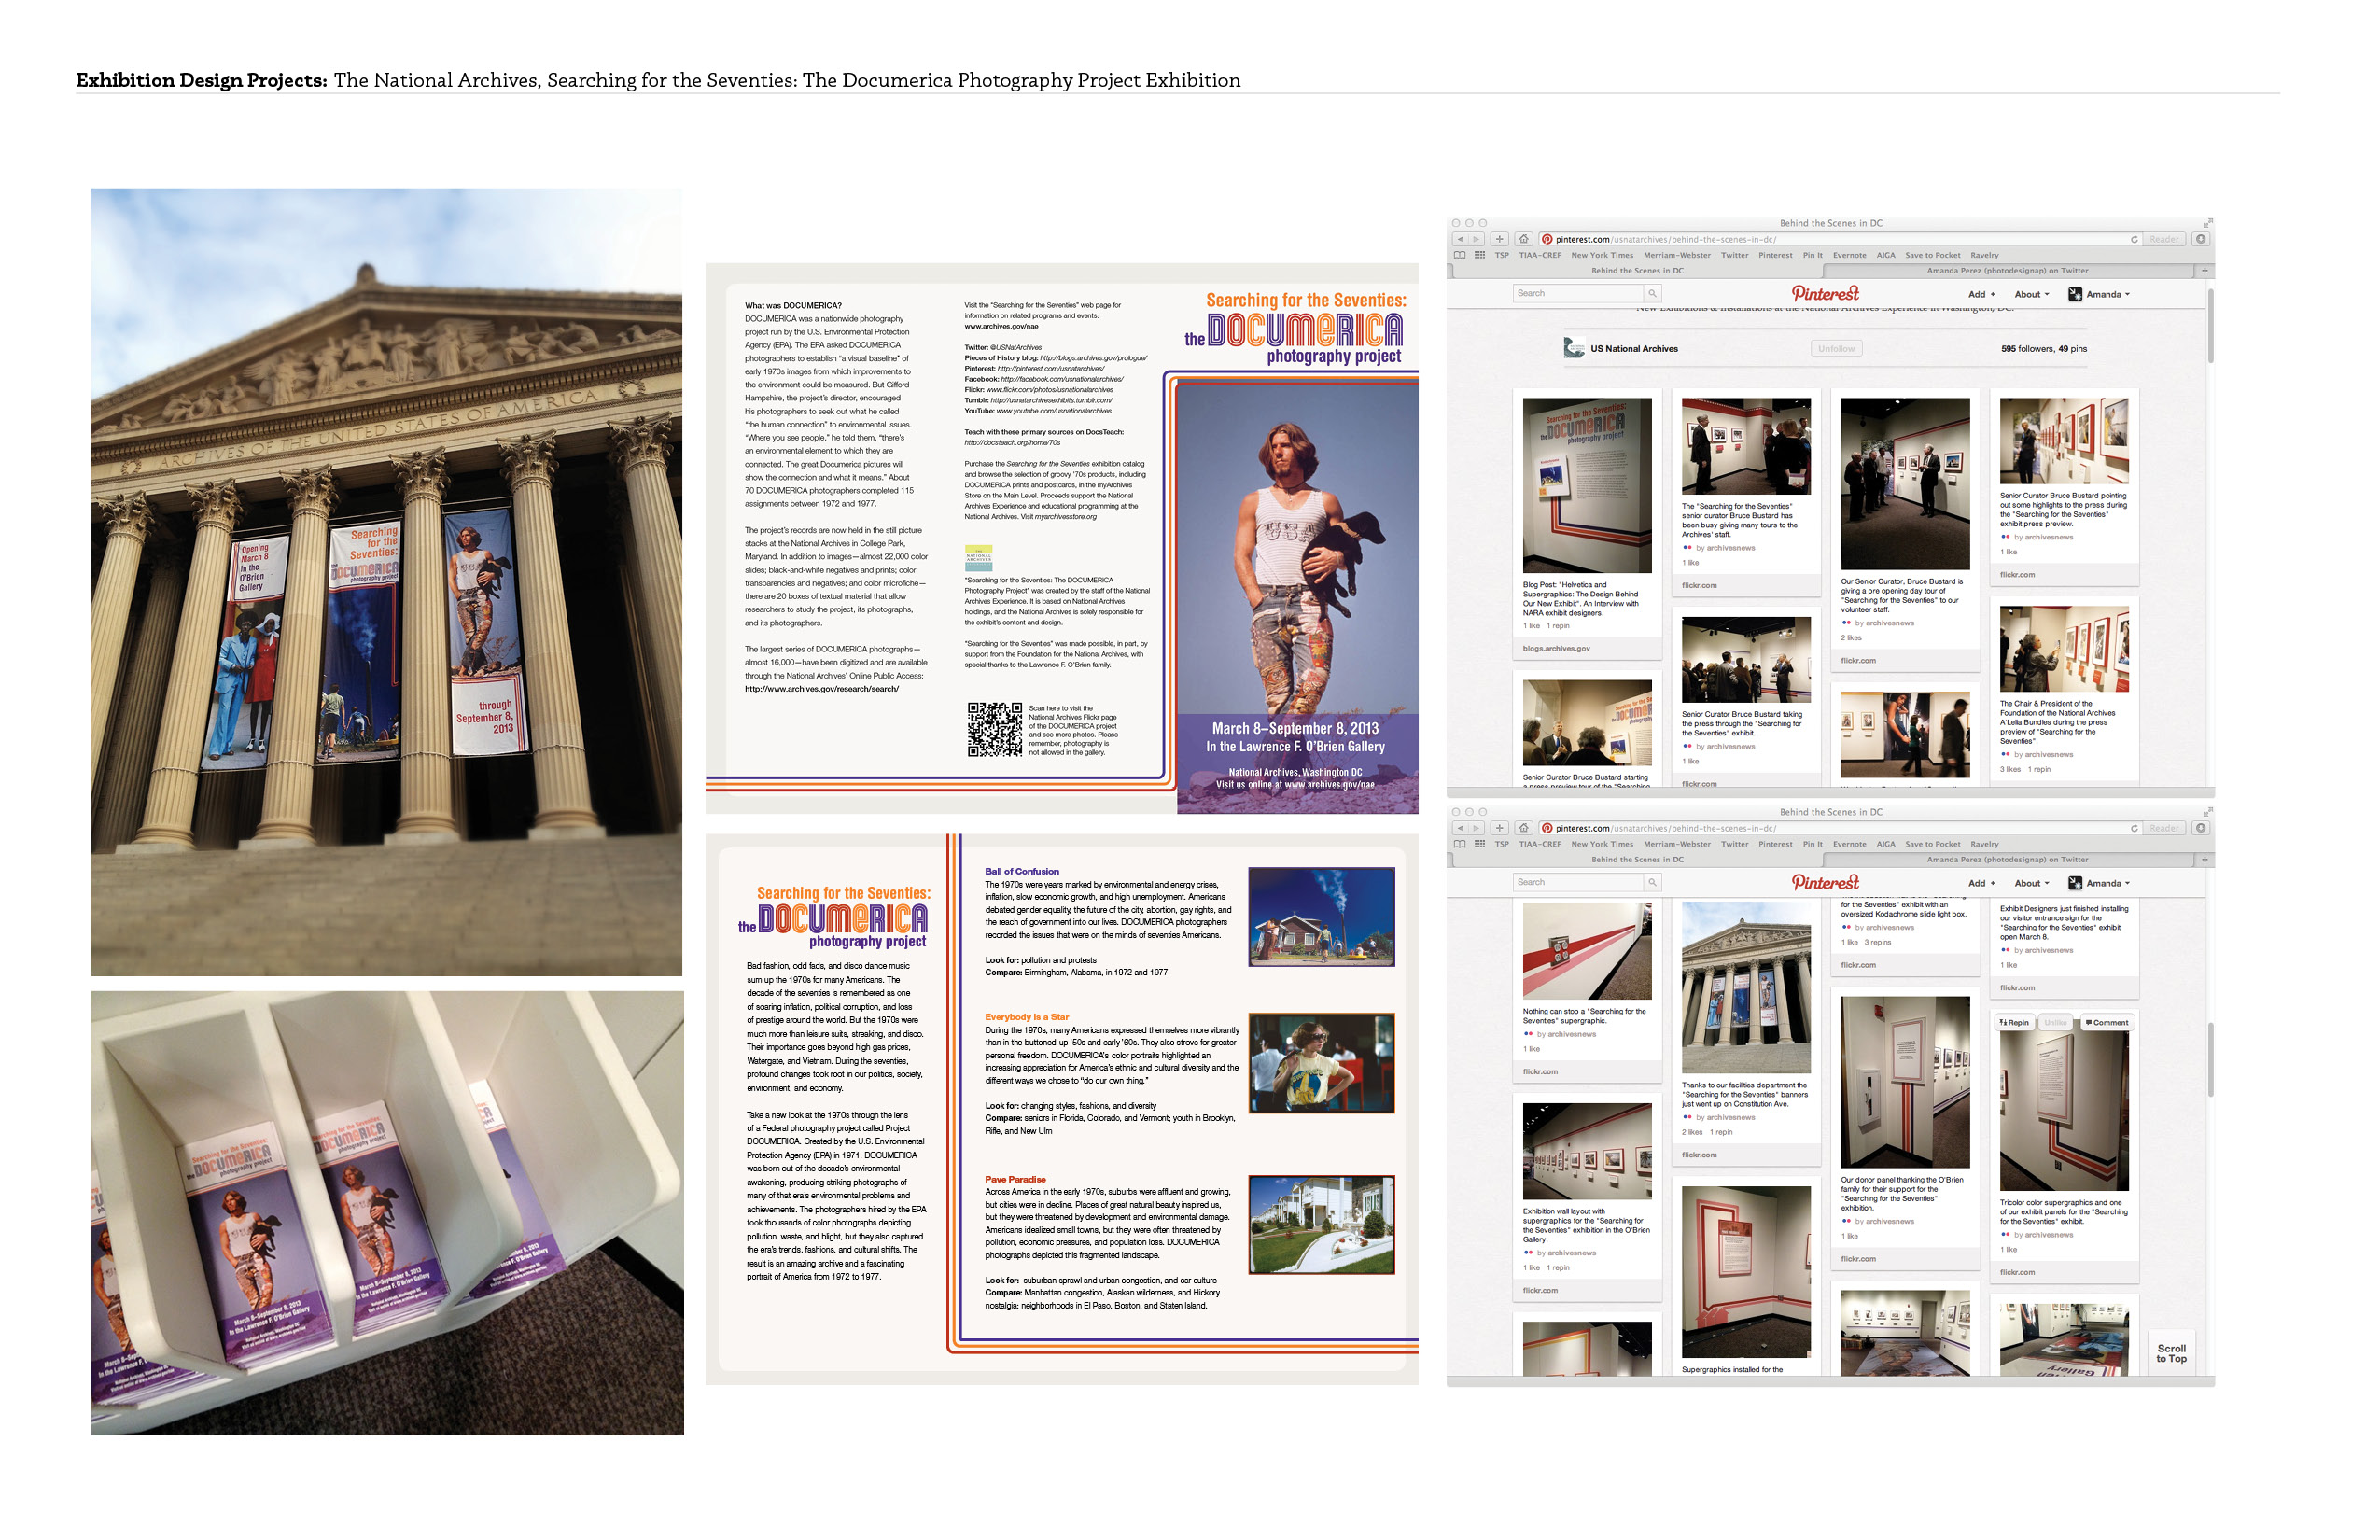 Exhibition Design Projects: The National Archives, Searching for the Seventies: The Documerica Photography Project Exhibition
ARCHIVES OF THE UNITED STATES OF AMERICA
Opening
March 8
in the
O'Brien
Gallery
Searching
for the
Seventies:
the DOCUMERICA
photography project
through
September 8,
2013
Searching for the Seventies:
the DOCUMERICA
photography project
March 8–September 8, 2013
In the Lawrence F. O'Brien Gallery
What was DOCUMERICA?
DOCUMERICA was a nationwide photography
project run by the U.S. Environmental Protection
Agency (EPA). The EPA asked DOCUMERICA
photographers to establish "a visual baseline" of
early 1970s images from which improvements to
the environment could be measured. But Gifford
Hampshire, the project's director, encouraged
his photographers to seek out what he called
"the human connection" to environmental issues.
"Where you see people," he told them, "there's
an environmental element to which they are
connected. The great Documerica pictures will
show the connection and what it means." About
70 DOCUMERICA photographers completed 115
assignments between 1972 and 1977.
The project's records are now held in the still picture
stacks at the National Archives in College Park,
Maryland. In addition to images—almost 22,000 color
slides; black-and-white negatives and prints; color
transparencies and negatives; and color microfiche—
there are 20 boxes of textual material that allow
researchers to study the project, its photographs,
and its photographers.
The largest series of DOCUMERICA photographs—
almost 16,000—have been digitized and are available
through the National Archives' Online Public Access:
http://www.archives.gov/research/search/
Visit the "Searching for the Seventies" web page for
information on related programs and events:
www.archives.gov/nae
Twitter: @USNatArchives
Pieces of History blog: http://blogs.archives.gov/prologue/
Pinterest: http://pinterest.com/usnatarchives/
Facebook: http://facebook.com/usnationalarchives/
Flickr: www.flickr.com/photos/usnationalarchives
Tumblr: http://usnatarchivesexhibits.tumblr.com/
YouTube: www.youtube.com/usnationalarchives
Teach with these primary sources on DocsTeach:
http://docsteach.org/home/70s
Purchase the Searching for the Seventies exhibition catalog
and browse the selection of groovy '70s products, including
DOCUMERICA prints and postcards, in the myArchives
Store on the Main Level. Proceeds support the National
Archives Experience and educational programming at the
National Archives. Visit myarchivesstore.org
THE
NATIONAL
ARCHIVES
"Searching for the Seventies: The DOCUMERICA
Photography Project" was created by the staff of the National
Archives Experience. It is based on National Archives
holdings, and the National Archives is solely responsible for
the exhibit's content and design.
"Searching for the Seventies" was made possible, in part, by
support from the Foundation for the National Archives, with
special thanks to the Lawrence F. O'Brien family.
Scan here to visit the
National Archives Flickr page
of the DOCUMERICA project
and see more photos. Please
remember, photography is
not allowed in the gallery.
Searching for the Seventies:
the DOCUMERICA
photography project
USC
March 8–September 8, 2013
In the Lawrence F. O'Brien Gallery
National Archives, Washington DC
Visit us online at www.archives.gov/nae
Searching for the Seventies:
the DOCUMERICA
photography project
Bad fashion, odd fads, and disco dance music
sum up the 1970s for many Americans. The
decade of the seventies is remembered as one
of soaring inflation, political corruption, and loss
of prestige around the world. But the 1970s were
much more than leisure suits, streaking, and disco.
Their importance goes beyond high gas prices,
Watergate, and Vietnam. During the seventies,
profound changes took root in our politics, society,
environment, and economy.
Take a new look at the 1970s through the lens
of a Federal photography project called Project
DOCUMERICA. Created by the U.S. Environmental
Protection Agency (EPA) in 1971, DOCUMERICA
was born out of the decade's environmental
awakening, producing striking photographs of
many of that era's environmental problems and
achievements. The photographers hired by the EPA
took thousands of color photographs depicting
pollution, waste, and blight, but they also captured
the era's trends, fashions, and cultural shifts. The
result is an amazing archive and a fascinating
portrait of America from 1972 to 1977.
Ball of Confusion
The 1970s were years marked by environmental and energy crises,
inflation, slow economic growth, and high unemployment. Americans
debated gender equality, the future of the city, abortion, gay rights, and
the reach of government into our lives. DOCUMERICA photographers
recorded the issues that were on the minds of seventies Americans.
Look for: pollution and protests
Compare: Birmingham, Alabama, in 1972 and 1977
Everybody Is a Star
During the 1970s, many Americans expressed themselves more vibrantly
than in the buttoned-up '50s and early '60s. They also strove for greater
personal freedom. DOCUMERICA's color portraits highlighted an
increasing appreciation for America's ethnic and cultural diversity and the
different ways we chose to "do our own thing."
Look for: changing styles, fashions, and diversity
Compare: seniors in Florida, Colorado, and Vermont; youth in Brooklyn,
Rifle, and New Ulm
Pave Paradise
Across America in the early 1970s, suburbs were affluent and growing,
but cities were in decline. Places of great natural beauty inspired us,
but they were threatened by development and environmental damage.
Americans idealized small towns, but they were often threatened by
pollution, economic pressures, and population loss. DOCUMERICA
photographs depicted this fragmented landscape.
Look for: suburban sprawl and urban congestion, and car culture
Compare: Manhattan congestion, Alaskan wilderness, and Hickory
nostalgia; neighborhoods in El Paso, Boston, and Staten Island.
Behind the Scenes in DC
pinterest.com/usnatarchives/behind-the-scenes-in-dc/
Reader
TSP TIAA-CREF New York Times Merriam-Webster Twitter Pinterest Pin It Evernote AIGA Save to Pocket Ravelry
Behind the Scenes in DC
Amanda Perez (photodesignap) on Twitter
Search
Pinterest
Add + About Amanda
New Exhibitions & Installations at the National Archives Experience in Washington, DC.
US National Archives
Unfollow
595 followers, 49 pins
Searching for the Seventies:
the DOCUMERICA
photography project
Blog Post: "Helvetica and
Supergraphics: The Design Behind
Our New Exhibit". An Interview with
NARA exhibit designers.
1 like 1 repin
blogs.archives.gov
Senior Curator Bruce Bustard starting
a press preview tour of the "Searching
The "Searching for the Seventies"
senior curator Bruce Bustard has
been busy giving many tours to the
Archives' staff.
by archivesnews
1 like
flickr.com
Senior Curator Bruce Bustard taking
the press through the "Searching for
the Seventies" exhibit.
by archivesnews
1 like
flickr.com
Our Senior Curator, Bruce Bustard is
giving a pre opening day tour of
"Searching for the Seventies" to our
volunteer staff.
by archivesnews
2 likes
flickr.com
Senior Curator Bruce Bustard pointing
out some highlights to the press during
the "Searching for the Seventies"
exhibit press preview.
by archivesnews
1 like
flickr.com
The Chair & President of the
Foundation of the National Archives
A'Lelia Bundles during the press
preview of "Searching for the
Seventies".
by archivesnews
3 likes 1 repin
Behind the Scenes in DC
pinterest.com/usnatarchives/behind-the-scenes-in-dc/
Reader
TSP TIAA-CREF New York Times Merriam-Webster Twitter Pinterest Pin It Evernote AIGA Save to Pocket Ravelry
Behind the Scenes in DC
Amanda Perez (photodesignap) on Twitter
Search
Pinterest
Add + About Amanda
Nothing can stop a "Searching for the
Seventies" supergraphic.
by archivesnews
1 like
flickr.com
Exhibition wall layout with
supergraphics for the "Searching for
the Seventies" exhibition in the O'Brien
Gallery.
by archivesnews
1 like 1 repin
flickr.com
Thanks to our facilities department the
"Searching for the Seventies" banners
just went up on Constitution Ave.
by archivesnews
2 likes 1 repin
flickr.com
Supergraphics installed for the
for the Seventies" exhibit with an
oversized Kodachrome slide light box.
by archivesnews
1 like 3 repins
flickr.com
Our donor panel thanking the O'Brien
family for their support for the
"Searching for the Seventies"
exhibition.
by archivesnews
1 like
flickr.com
Exhibit Designers just finished installing
our visitor entrance sign for the
"Searching for the Seventies" exhibit
open March 8.
by archivesnews
1 like
flickr.com
Repin Unlike Comment
Tricolor color supergraphics and one
of our exhibit panels for the "Searching
for the Seventies" exhibit.
by archivesnews
1 like
flickr.com
Gallery
Scroll
to Top